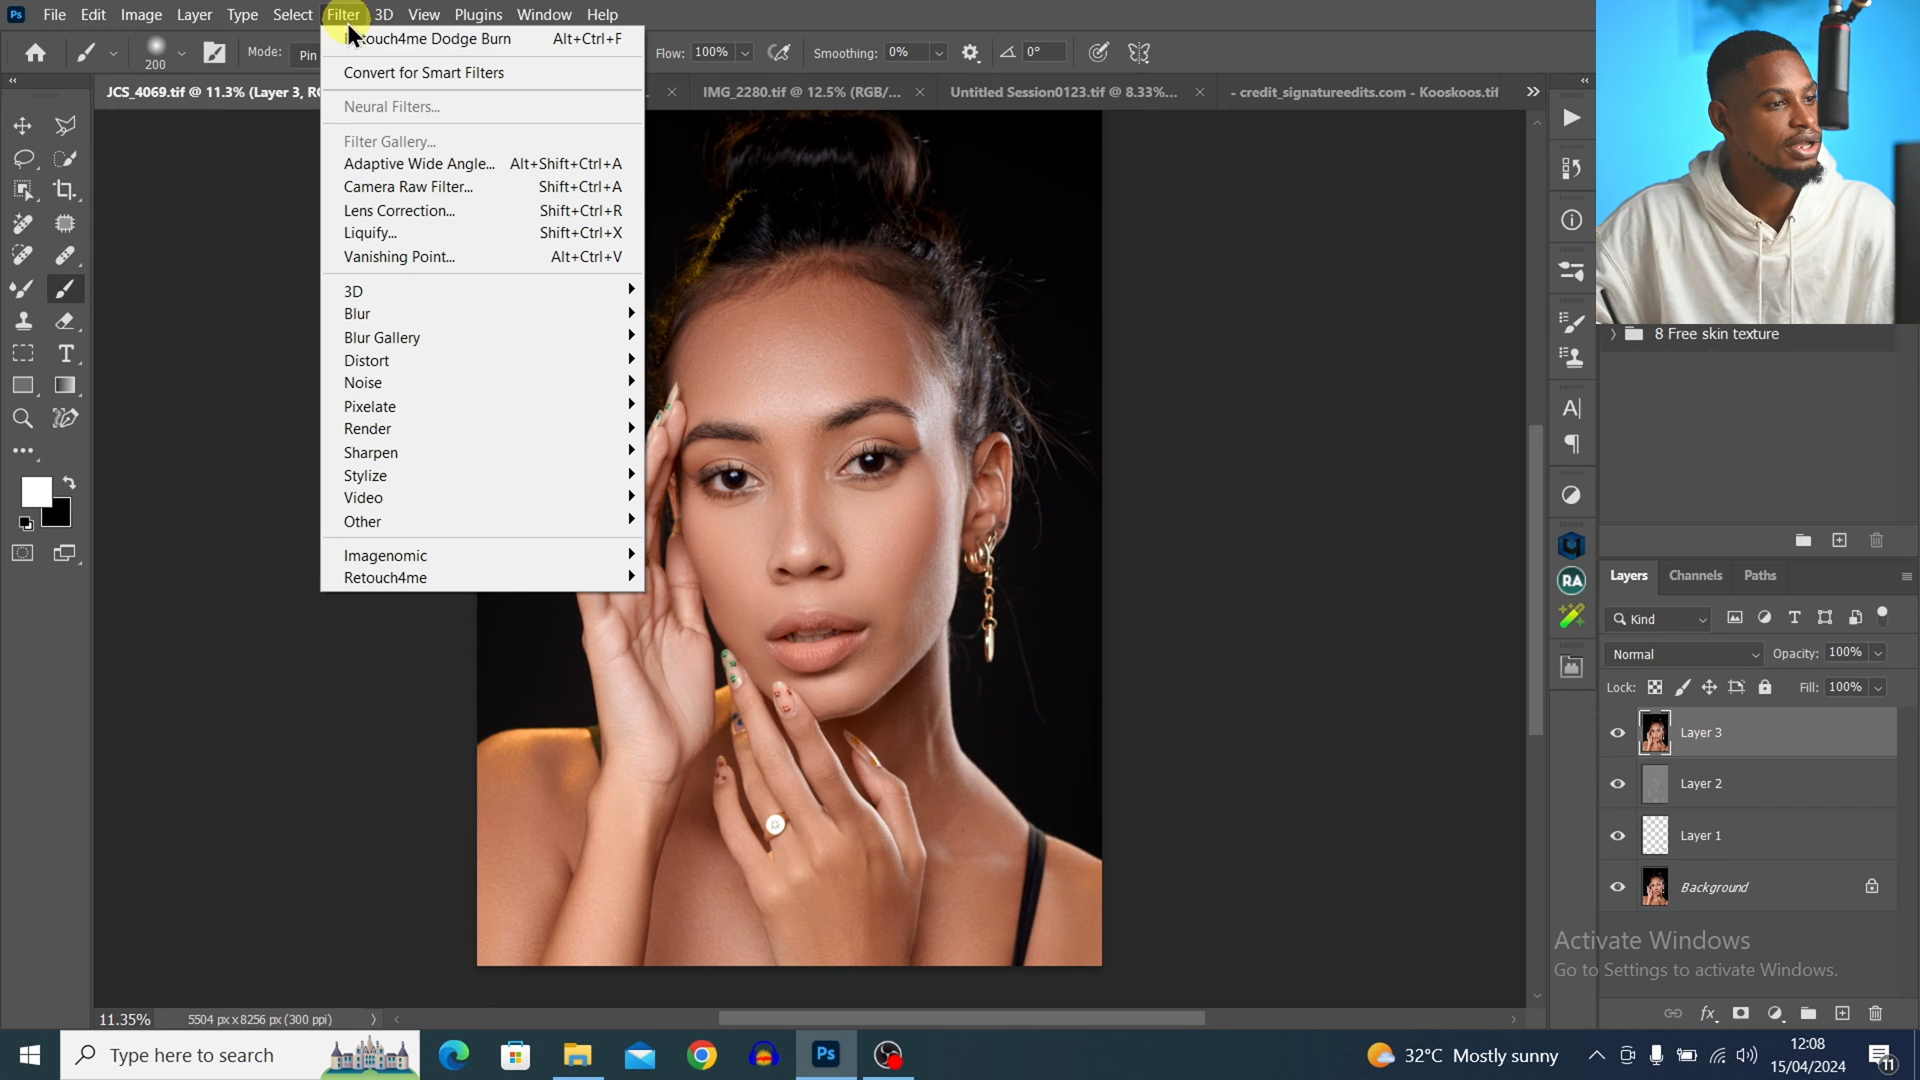 Ps File Edit Image Layer Type Select Filter 3D View Plugins Window Help
200 Mode: Pin Flow: 100% Smoothing: 0% 0°
JCS_4069.tif @ 11.3% (Layer 3, RG IMG_2280.tif @ 12.5% (RGB/... Untitled Session0123.tif @ 8.33%... - credit_signatureedits.com - Kooskoos.tif
Retouch4me Dodge Burn Alt+Ctrl+F
Convert for Smart Filters
Neural Filters...
Filter Gallery...
Adaptive Wide Angle... Alt+Shift+Ctrl+A
Camera Raw Filter... Shift+Ctrl+A
Lens Correction... Shift+Ctrl+R
Liquify... Shift+Ctrl+X
Vanishing Point... Alt+Ctrl+V
3D
Blur
Blur Gallery
Distort
Noise
Pixelate
Render
Sharpen
Stylize
Video
Other
Imagenomic
Retouch4me
8 Free skin texture
RA
Layers Channels Paths
Kind
Normal Opacity: 100%
Lock: Fill: 100%
Layer 3
Layer 2
Layer 1
Background
Activate Windows
Go to Settings to activate Windows.
11.35% 5504 px x 8256 px (300 ppi)
Type here to search
Ps
32°C Mostly sunny
12:08
15/04/2024
11